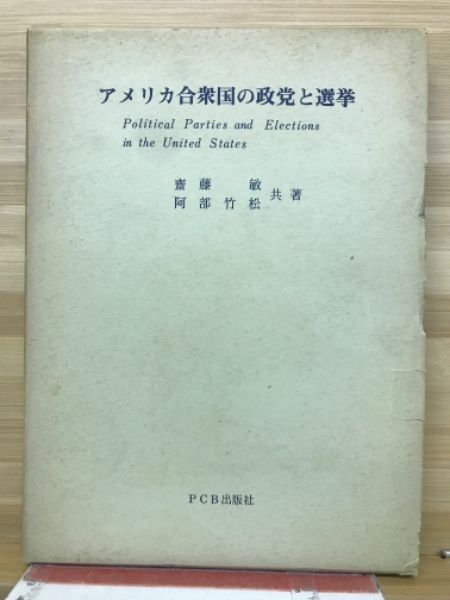 アメリカ合衆国の政党と選挙
Political Parties and Elections
in the United States
齋藤 敏
阿部竹松 共著
PCB出版社